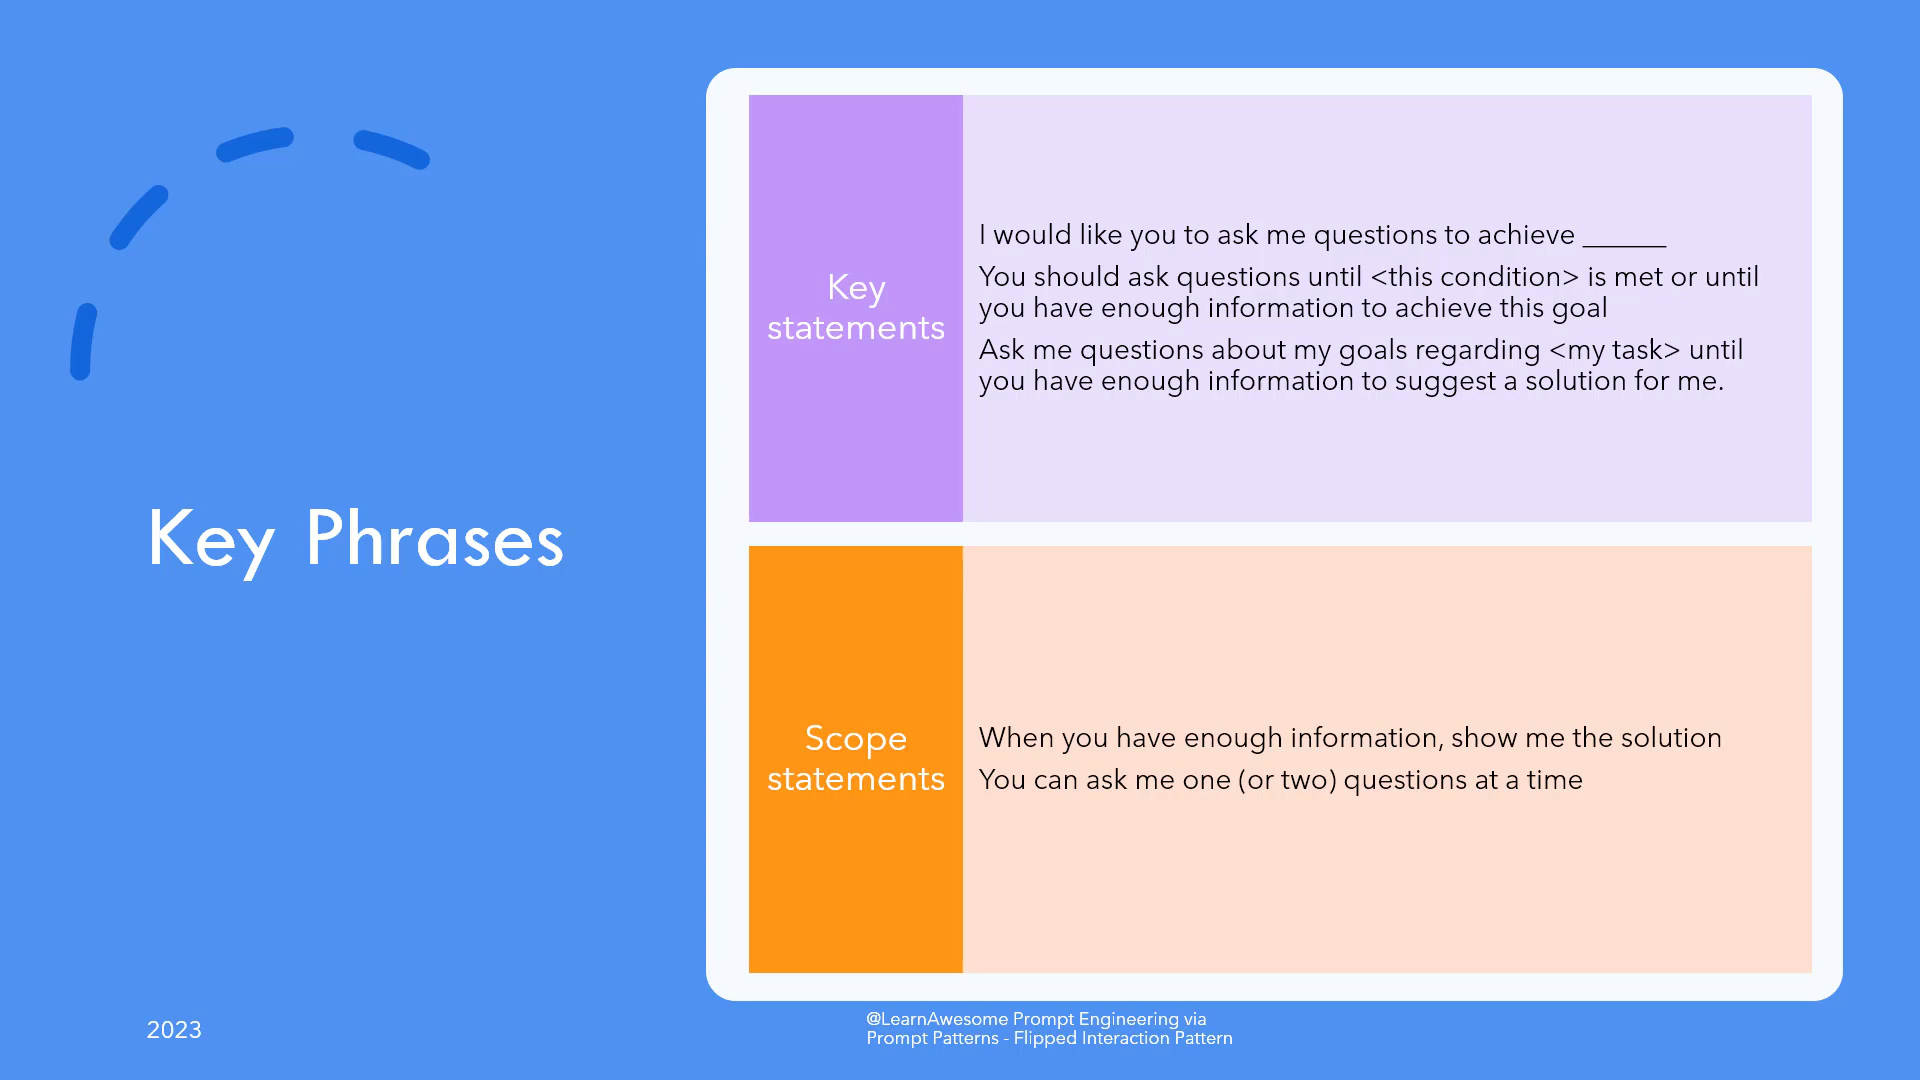 Key Phrases
Key
statements
I would like you to ask me questions to achieve ______
You should ask questions until <this condition> is met or until
you have enough information to achieve this goal
Ask me questions about my goals regarding <my task> until
you have enough information to suggest a solution for me.
Scope
statements
When you have enough information, show me the solution
You can ask me one (or two) questions at a time
2023
@LearnAwesome Prompt Engineering via
Prompt Patterns - Flipped Interaction Pattern